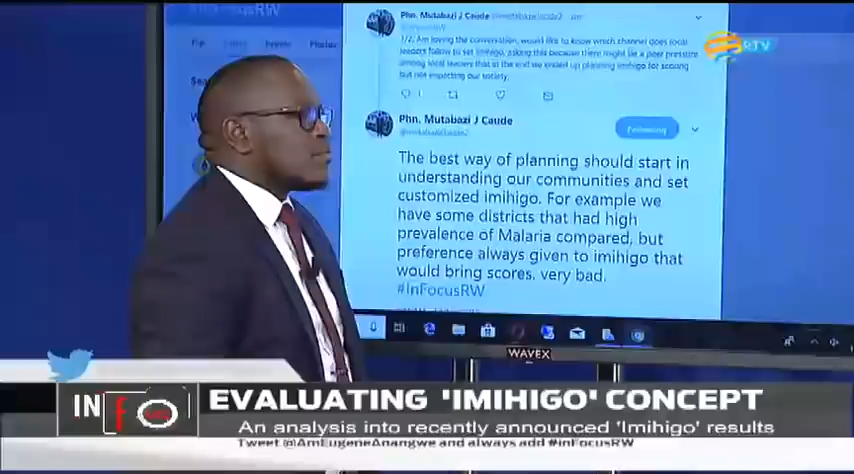 InFocusRW
Phn. Mutabazi J Caude
1/2. Am loving the conversation, would like to know which channel does local
leaders follow to set imihigo, asking this because there might be a peer pressure
among local leaders that at the end we ended up planning imihigo for scoring
but not expecting our society.
RTV
Phn. Mutabazi J Caude
Following
The best way of planning should start in
understanding our communities and set
customized imihigo. For example we
have some districts that had high
prevalence of Malaria compared, but
preference always given to imihigo that
would bring scores. very bad.
#InFocusRW
WAVEX
IN fO
EVALUATING 'IMIHIGO' CONCEPT
An analysis into recently announced 'Imihigo' results
Tweet @AmEugeneAnangwe and always add #InFocusRW